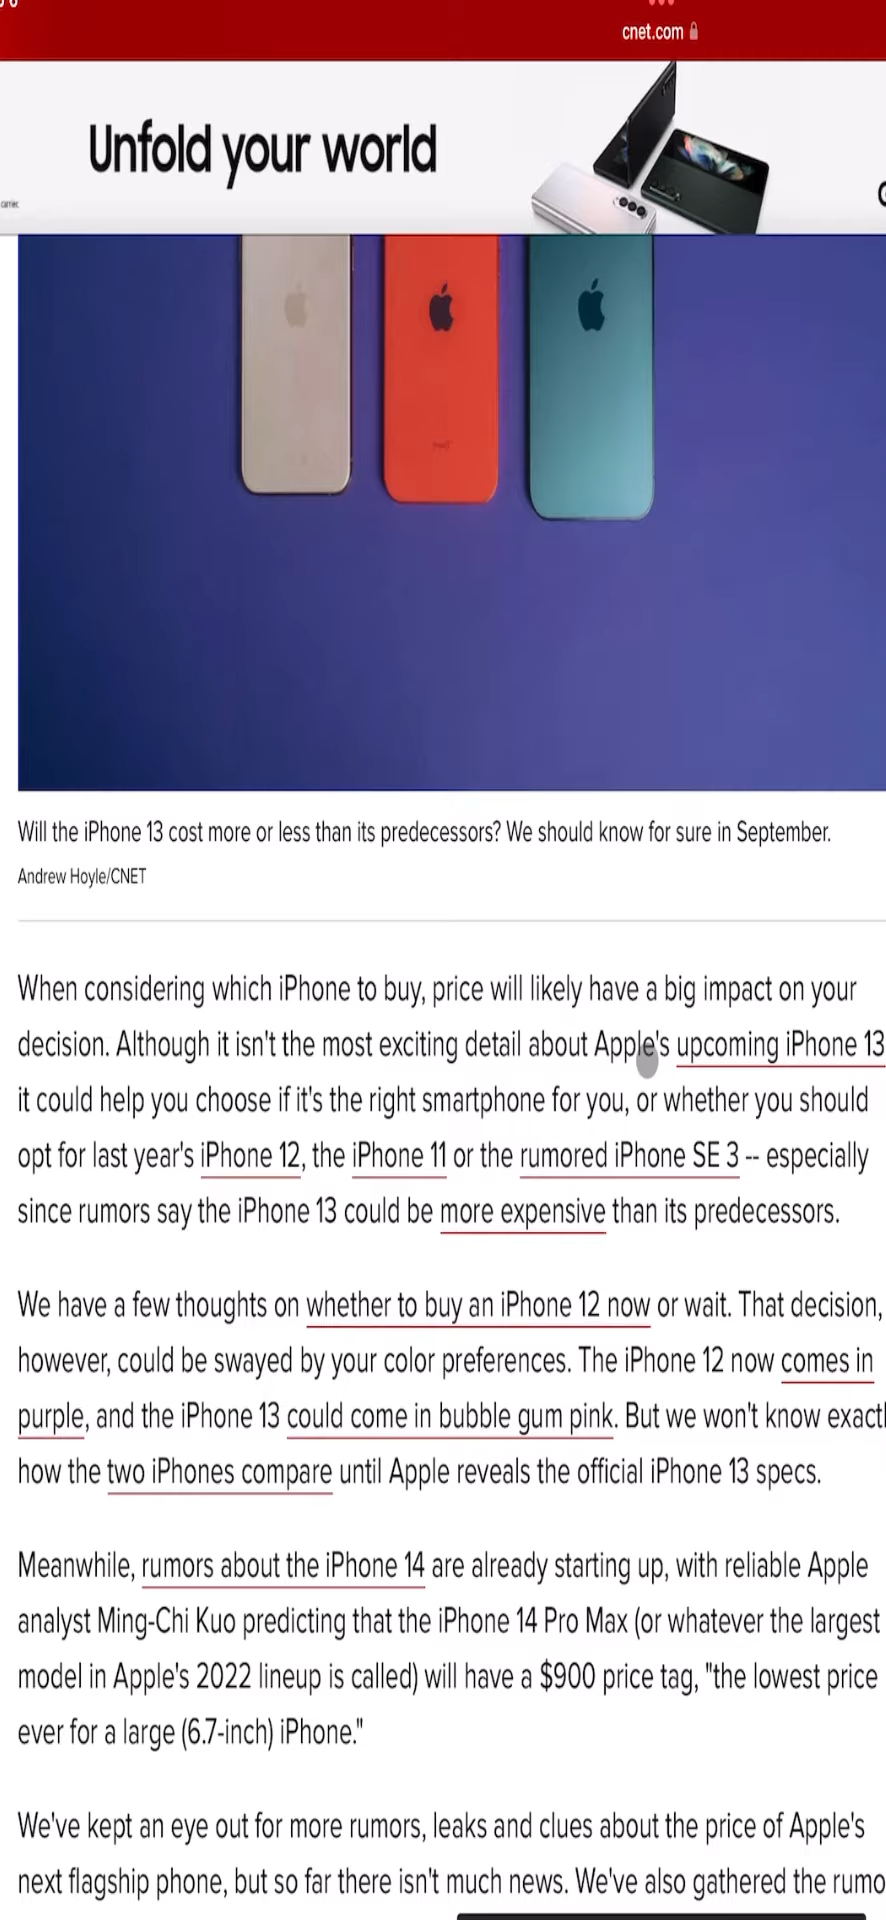 cnet.com
Unfold your world
carrier.
Will the iPhone 13 cost more or less than its predecessors? We should know for sure in September.
Andrew Hoyle/CNET
When considering which iPhone to buy, price will likely have a big impact on your
decision. Although it isn't the most exciting detail about Apple's upcoming iPhone 13
it could help you choose if it's the right smartphone for you, or whether you should
opt for last year's iPhone 12, the iPhone 11 or the rumored iPhone SE 3 -- especially
since rumors say the iPhone 13 could be more expensive than its predecessors.
We have a few thoughts on whether to buy an iPhone 12 now or wait. That decision,
however, could be swayed by your color preferences. The iPhone 12 now comes in
purple, and the iPhone 13 could come in bubble gum pink. But we won't know exactl
how the two iPhones compare until Apple reveals the official iPhone 13 specs.
Meanwhile, rumors about the iPhone 14 are already starting up, with reliable Apple
analyst Ming-Chi Kuo predicting that the iPhone 14 Pro Max (or whatever the largest
model in Apple's 2022 lineup is called) will have a $900 price tag, "the lowest price
ever for a large (6.7-inch) iPhone."
We've kept an eye out for more rumors, leaks and clues about the price of Apple's
next flagship phone, but so far there isn't much news. We've also gathered the rumo